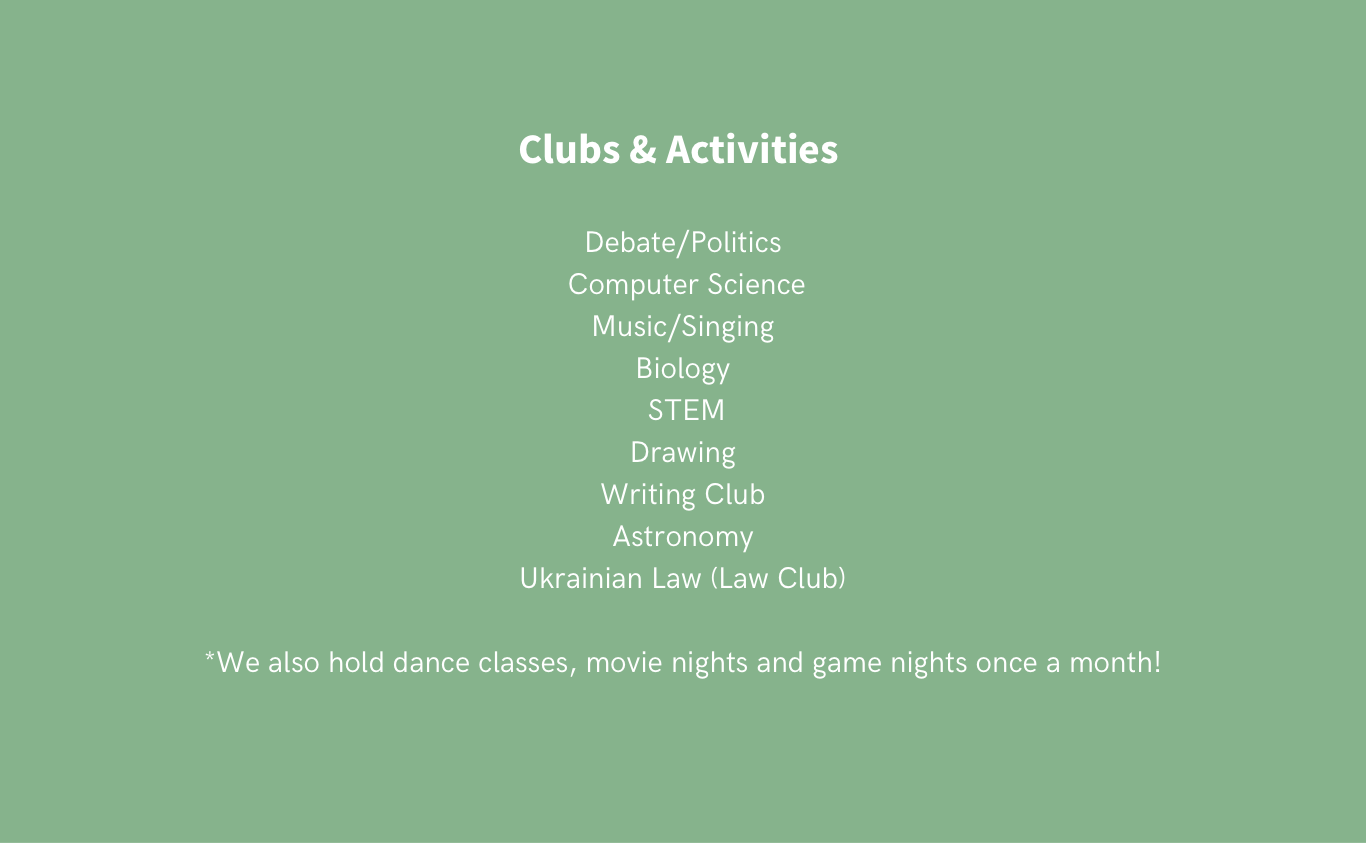 Clubs & Activities
Debate/Politics
Computer Science
Music/Singing
Biology
STEM
Drawing
Writing Club
Astronomy
Ukrainian Law (Law Club)
*We also hold dance classes, movie nights and game nights once a month!